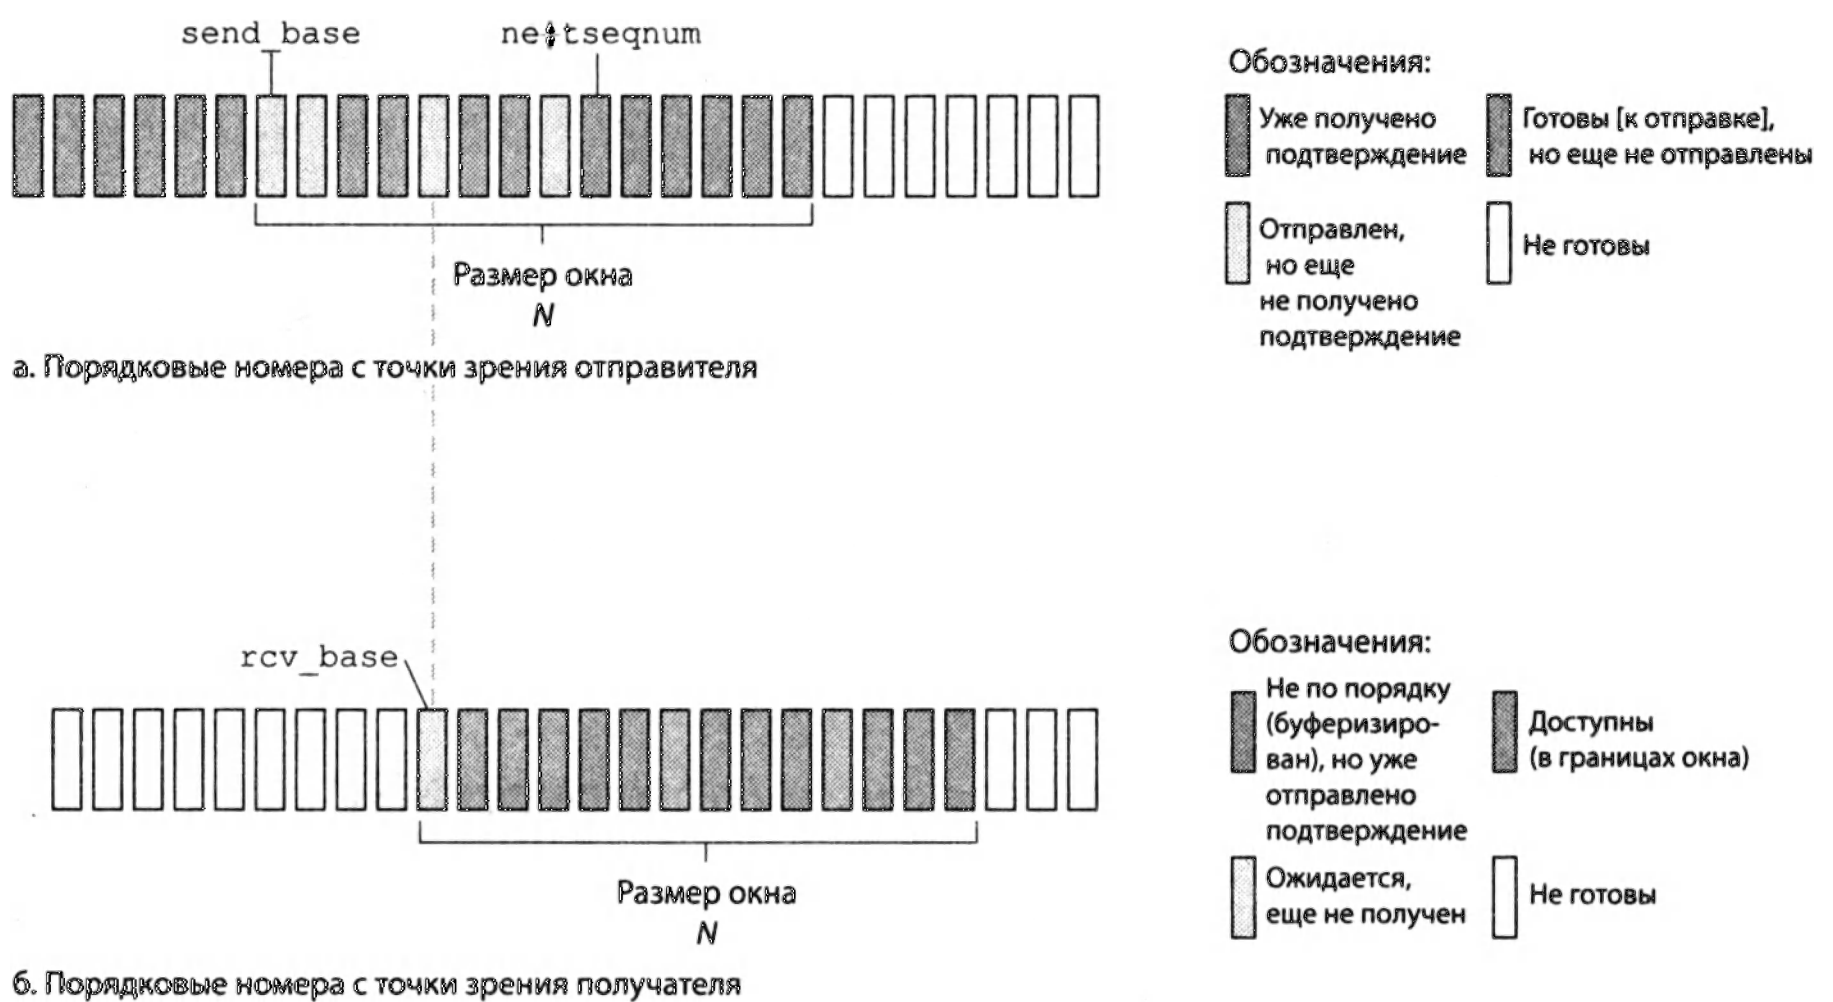 send_base
nextseqnum
Размер окна
N
а. Порядковые номера с точки зрения отправителя
Обозначения:
Уже получено
подтверждение
Готовы [к отправке],
но еще не отправлены
Отправлен,
но еще
не получено
подтверждение
Не готовы
rcv_base
Размер окна
N
б. Порядковые номера с точки зрения получателя
Обозначения:
Не по порядку
(буферизиро-
ван), но уже
отправлено
подтверждение
Доступны
(в границах окна)
Ожидается,
еще не получен
Не готовы